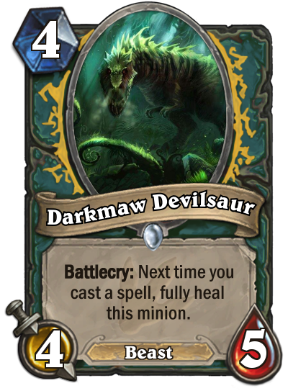 4
Darkmaw Devilsaur
Battlecry: Next time you
cast a spell, fully heal
this minion.
4
Beast
5